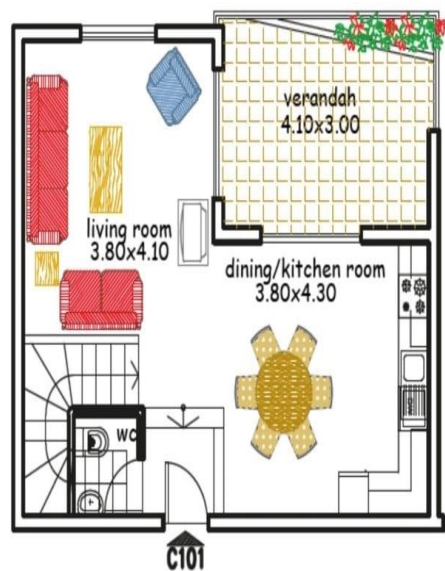 verandah
4.10x3.00
living room
3.80x4.10
dining/kitchen room
3.80x4.30
WC
C101